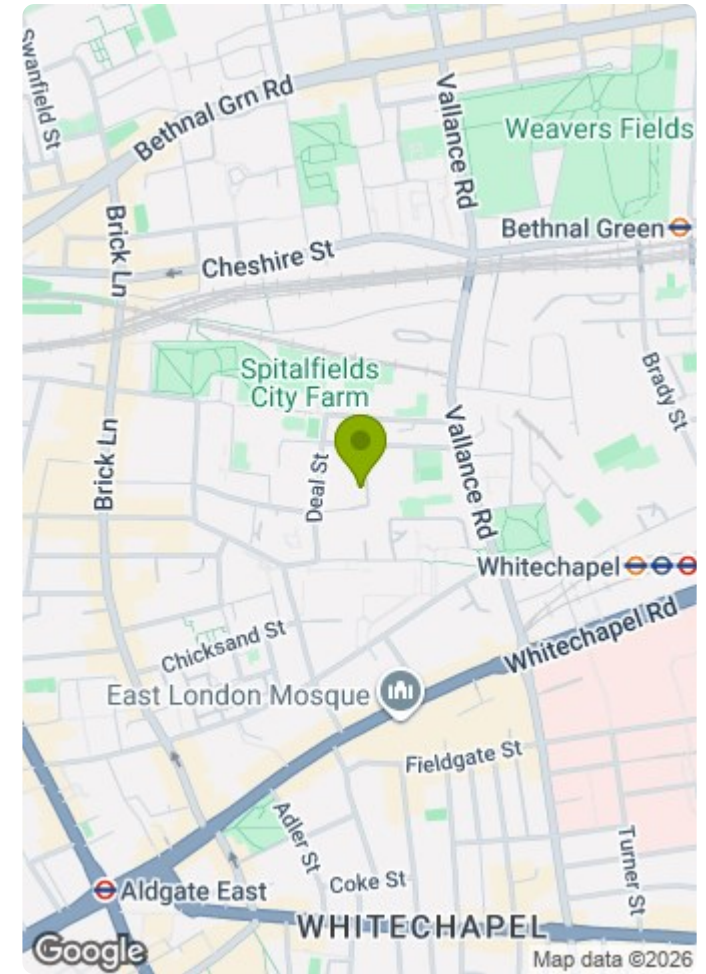 Swanfield St
Bethnal Grn Rd
Vallance Rd
Weavers Fields
Brick Ln
Bethnal Green
Cheshire St
Spitalfields
City Farm
Brady St
Brick Ln
Deal St
Vallance Rd
Whitechapel
Whitechapel Rd
Chicksand St
East London Mosque
Fieldgate St
Adler St
Turner St
Coke St
Aldgate East
WHITECHAPEL
Google
Map data ©2026